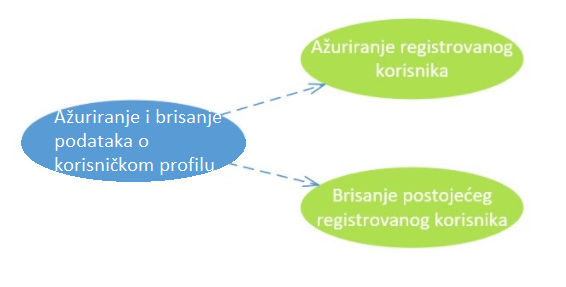 Ažuriranje registrovanog
korisnika
Ažuriranje i brisanje
podataka o
korisničkom profilu
Brisanje postojećeg
registrovanog korisnika